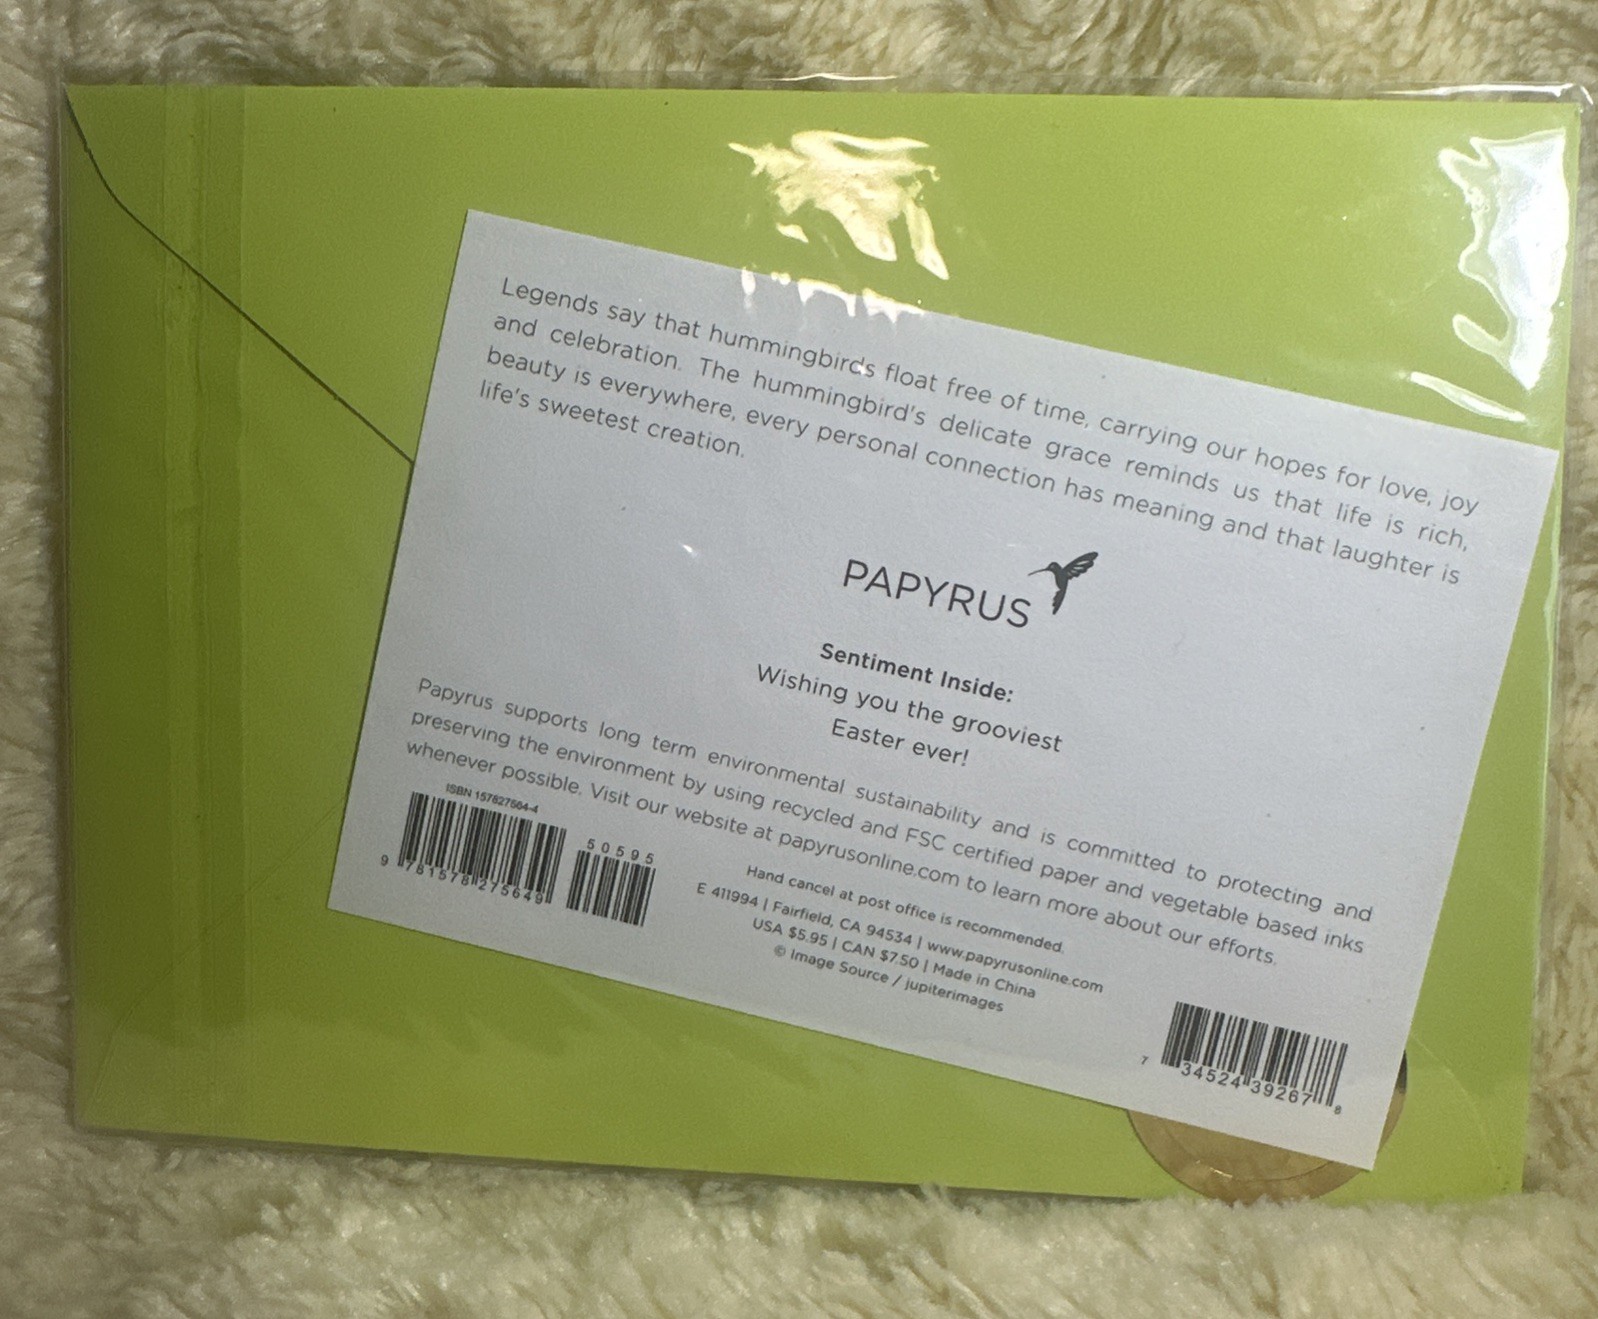 Legends say that hummingbirds float free of time, carrying our hopes for love, joy
and celebration. The hummingbird's delicate grace reminds us that life is rich,
beauty is everywhere, every personal connection has meaning and that laughter is
life's sweetest creation.
PAPYRUS
Sentiment Inside:
Wishing you the grooviest
Easter ever!
Papyrus supports long term environmental sustainability and is committed to protecting and
preserving the environment by using recycled and FSC certified paper and vegetable based inks
whenever possible. Visit our website at papyrusonline.com to learn more about our efforts.
ISBN 157827564-4
50595
9 781578 275649
Hand cancel at post office is recommended.
E 411994 | Fairfield, CA 94534 | www.papyrusonline.com
USA $5.95 | CAN $7.50 | Made in China
© Image Source / jupiterimages
7 34524 39267 8